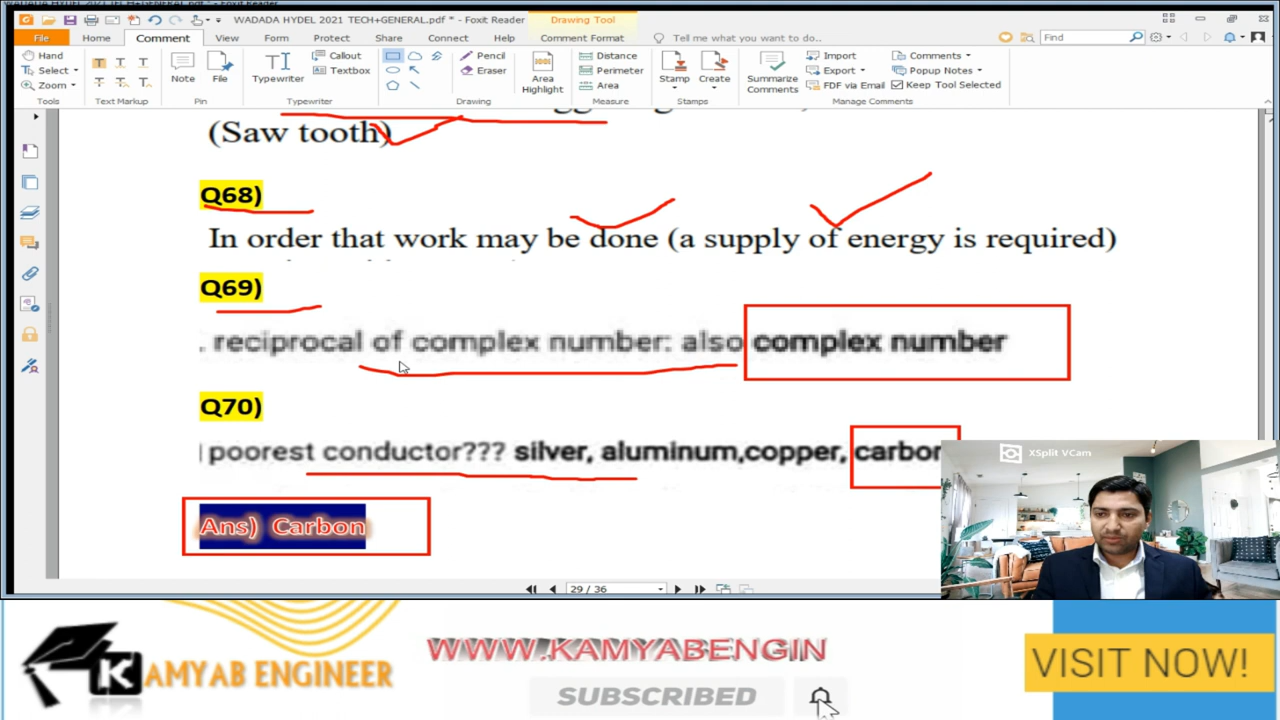 WADADA HYDEL 2021 TECH+GENERAL.pdf * - Foxit Reader
Drawing Tool
File Home Comment View Form Protect Share Connect Help Comment Format Tell me what you want to do.. Find
Hand
Select
Zoom
Tools
Text Markup
Note
File
Pin
Typewriter
Callout
Textbox
Typewriter
Pencil
Eraser
Drawing
Area Highlight
Distance
Perimeter
Area
Measure
Stamp
Create
Stamps
Summarize Comments
Import
Export
FDF via Email
Comments
Popup Notes
Keep Tool Selected
Manage Comments
(Saw tooth)
Q68)
In order that work may be done (a supply of energy is required)
Q69)
. reciprocal of complex number: also complex number
Q70)
poorest conductor??? silver, aluminum,copper, carbon
Ans) Carbon
29 / 36
XSplit VCam
K AMYAB ENGINEER
WWW.KAMYABENGIN
SUBSCRIBED
VISIT NOW!